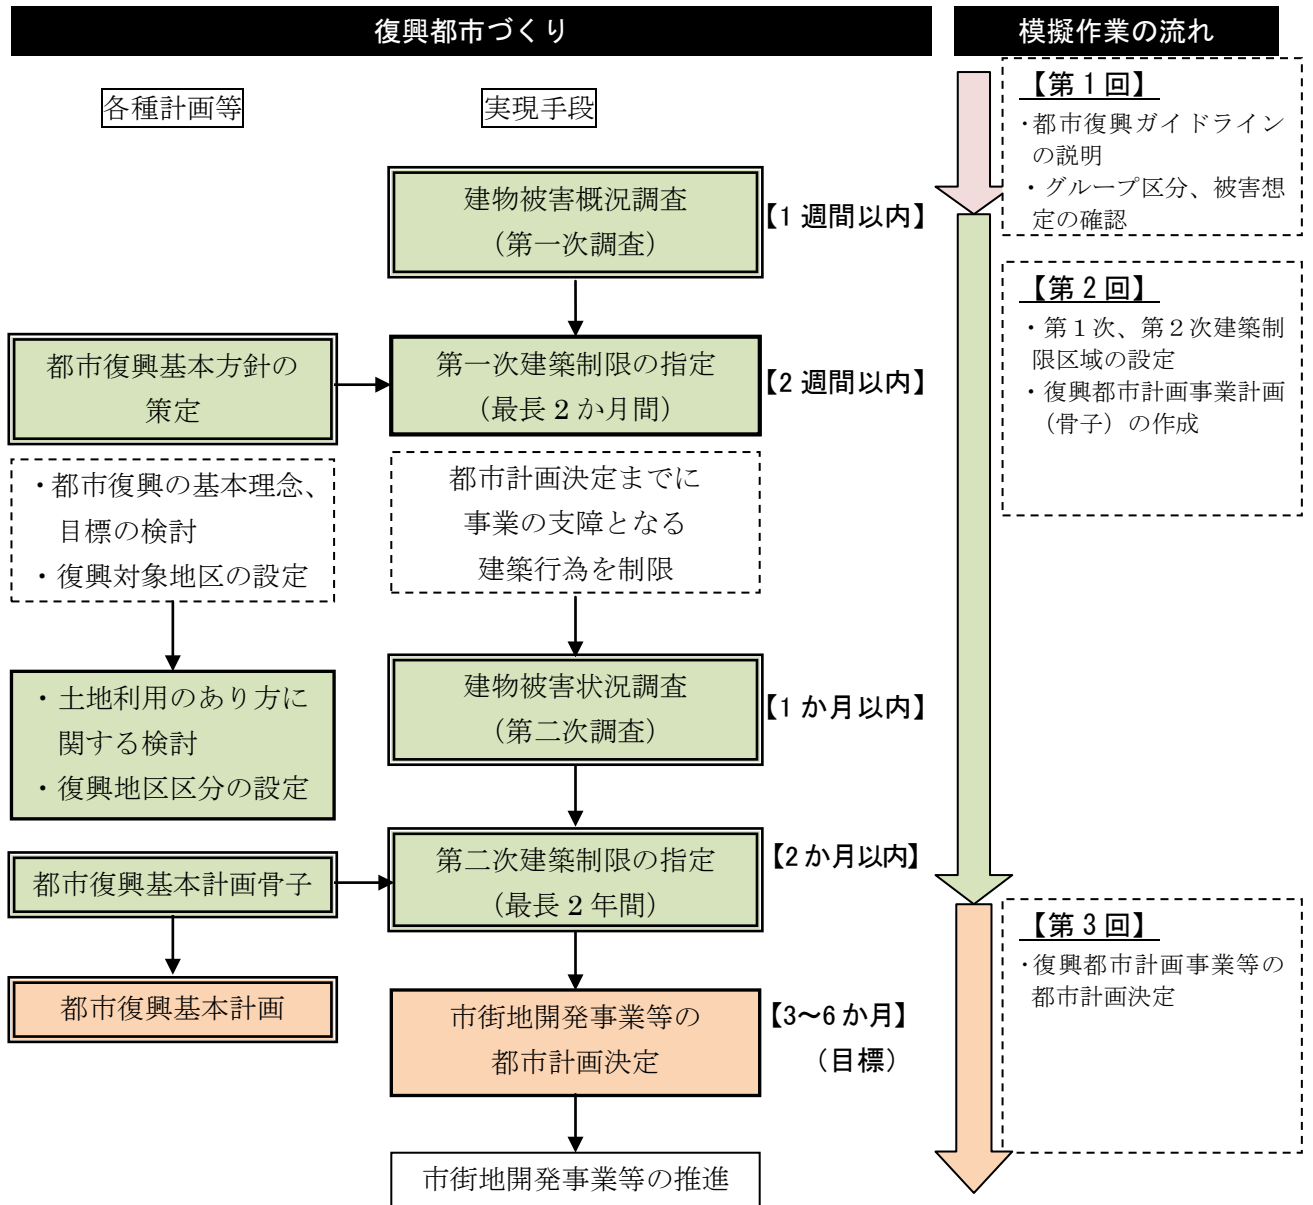 復興都市づくり
模擬作業の流れ
各種計画等
実現手段
建物被害概況調査
（第一次調査）
【1 週間以内】
都市復興基本方針の
策定
第一次建築制限の指定
（最長 2 か月間）
【2 週間以内】
・都市復興の基本理念、
目標の検討
・復興対象地区の設定
都市計画決定までに
事業の支障となる
建築行為を制限
・土地利用のあり方に
関する検討
・復興地区区分の設定
建物被害状況調査
（第二次調査）
【1 か月以内】
都市復興基本計画骨子
第二次建築制限の指定
（最長 2 年間）
【2 か月以内】
都市復興基本計画
市街地開発事業等の
都市計画決定
【3～6 か月】
（目標）
市街地開発事業等の推進
【第 1 回】
・都市復興ガイドライン
の説明
・グループ区分、被害想
定の確認
【第 2 回】
・第１次、第２次建築制
限区域の設定
・復興都市計画事業計画
（骨子）の作成
【第 3 回】
・復興都市計画事業等の
都市計画決定